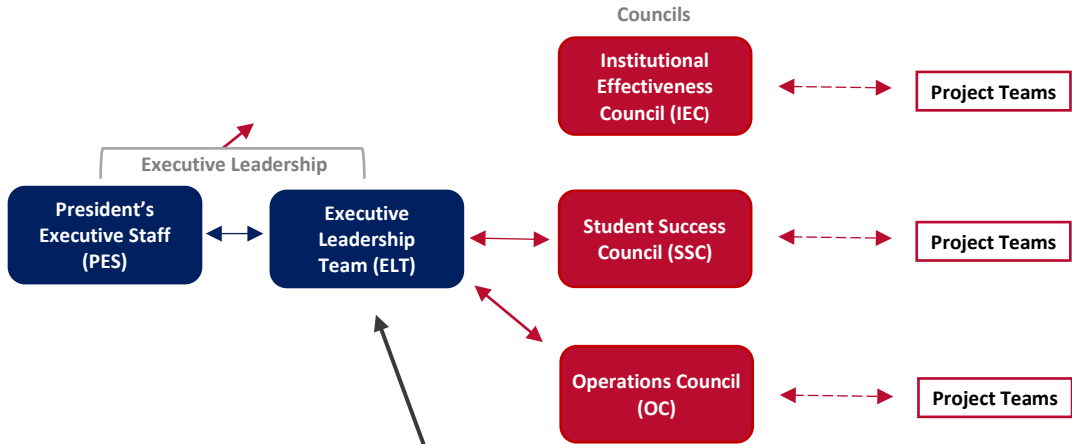 Councils
Institutional
Effectiveness
Council (IEC)
Project Teams
Executive Leadership
President’s
Executive Staff
(PES)
Executive
Leadership
Team (ELT)
Student Success
Council (SSC)
Project Teams
Operations Council
(OC)
Project Teams